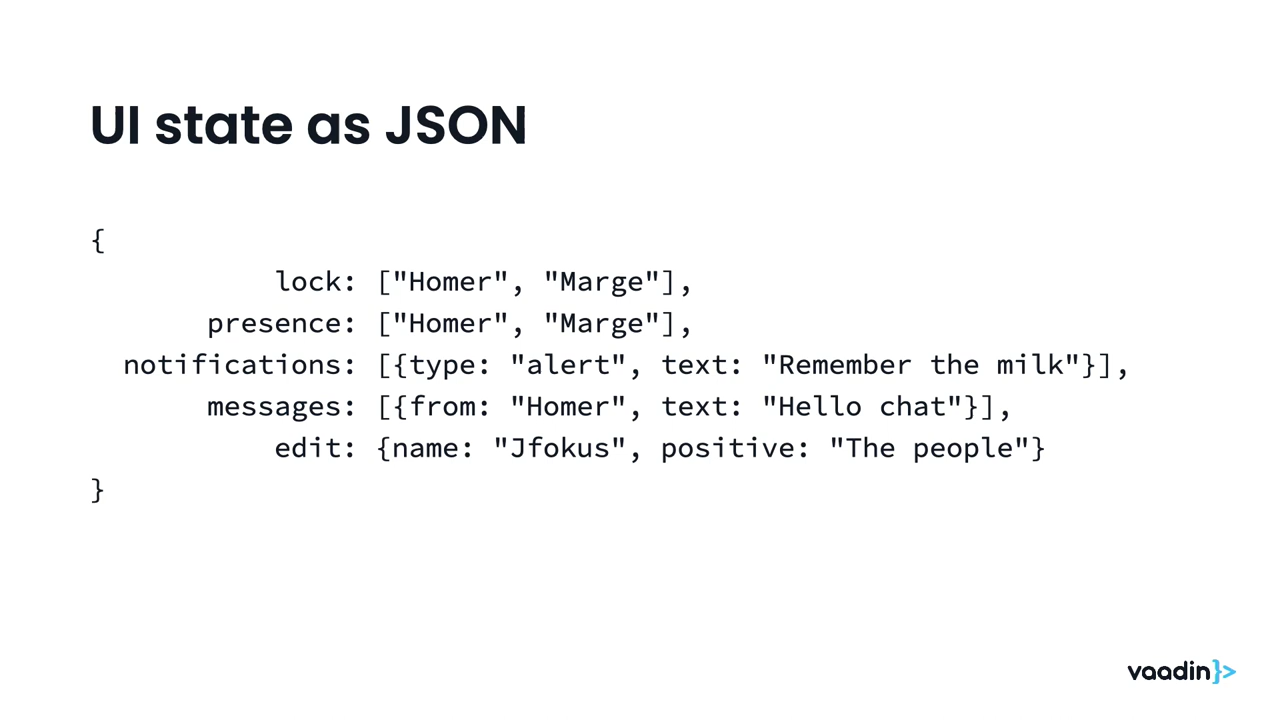 UI state as JSON
{
lock: ["Homer", "Marge"],
presence: ["Homer", "Marge"],
notifications: [{type: "alert", text: "Remember the milk"}],
messages: [{from: "Homer", text: "Hello chat"}],
edit: {name: "Jfokus", positive: "The people"}
}
vaadin}>